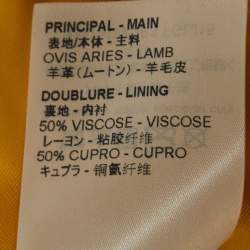 PRINCIPAL - MAIN
表地/本体 - 主料
OVIS ARIES - LAMB
羊革(ムートン) - 羊毛皮
DOUBLURE - LINING
裏地 - 内衬
50% VISCOSE - VISCOSE
レーヨン - 粘胶纤维
50% CUPRO - CUPRO
キュプラ - 铜氨纤维